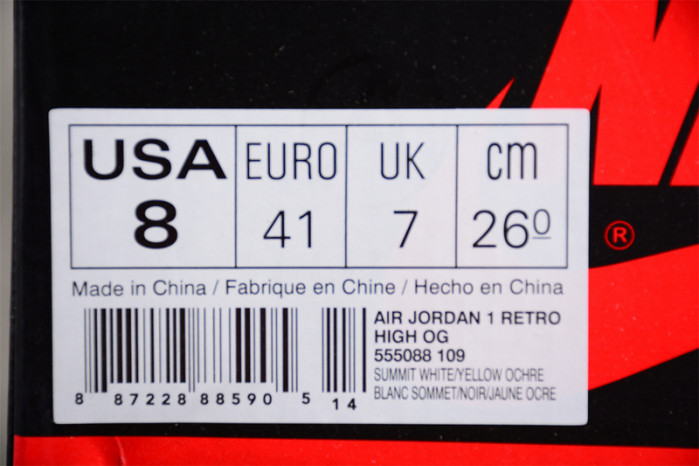 USA EURO UK cm
8 41 7 26⁰
Made in China / Fabrique en Chine / Hecho en China
AIR JORDAN 1 RETRO
HIGH OG
555088 109
SUMMIT WHITE/YELLOW OCHRE
BLANC SOMMET/NOIR/JAUNE OCRE
8 87228 88590 5 14
®